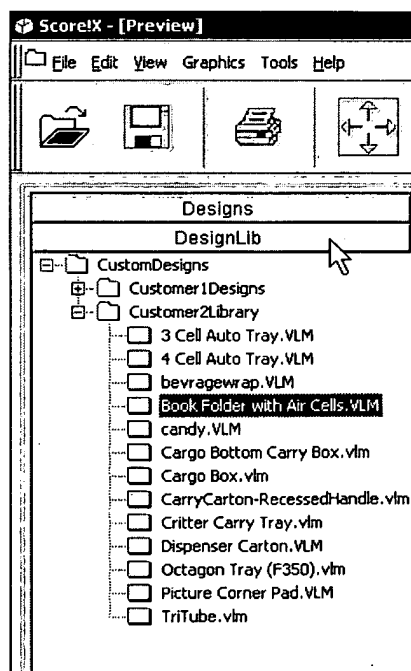 Score!X - [Preview]
File Edit View Graphics Tools Help
Designs
DesignLib
CustomDesigns
Customer1Designs
Customer2Library
3 Cell Auto Tray.VLM
4 Cell Auto Tray.VLM
bevragewrap.VLM
Book Folder with Air Cells.VLM
candy.VLM
Cargo Bottom Carry Box.vlm
Cargo Box.vlm
CarryCarton-RecessedHandle.vlm
Critter Carry Tray.vlm
Dispenser Carton.VLM
Octagon Tray (F350).vlm
Picture Corner Pad.VLM
TriTube.vlm